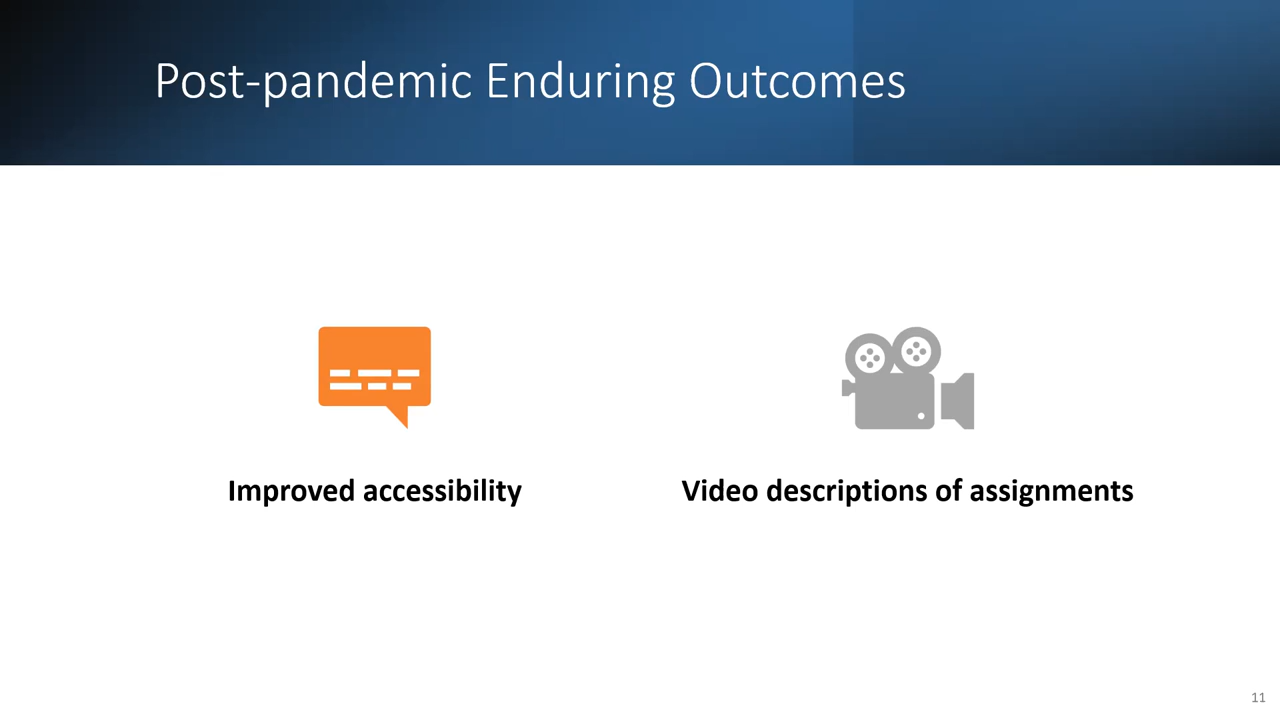 Post-pandemic Enduring Outcomes
Improved accessibility
Video descriptions of assignments
11